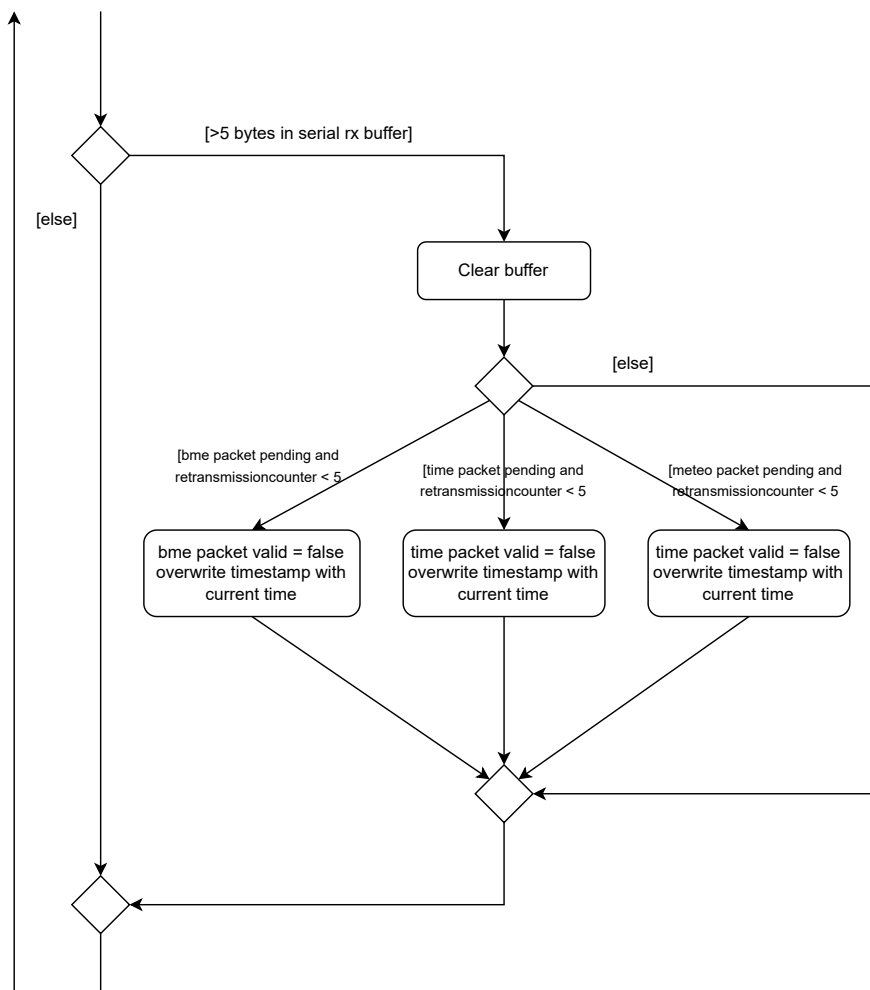 [>5 bytes in serial rx buffer]
[else]
Clear buffer
[else]
[bme packet pending and
retransmissioncounter < 5
[time packet pending and
retransmissioncounter < 5
[meteo packet pending and
retransmissioncounter < 5
bme packet valid = false
overwrite timestamp with
current time
time packet valid = false
overwrite timestamp with
current time
time packet valid = false
overwrite timestamp with
current time